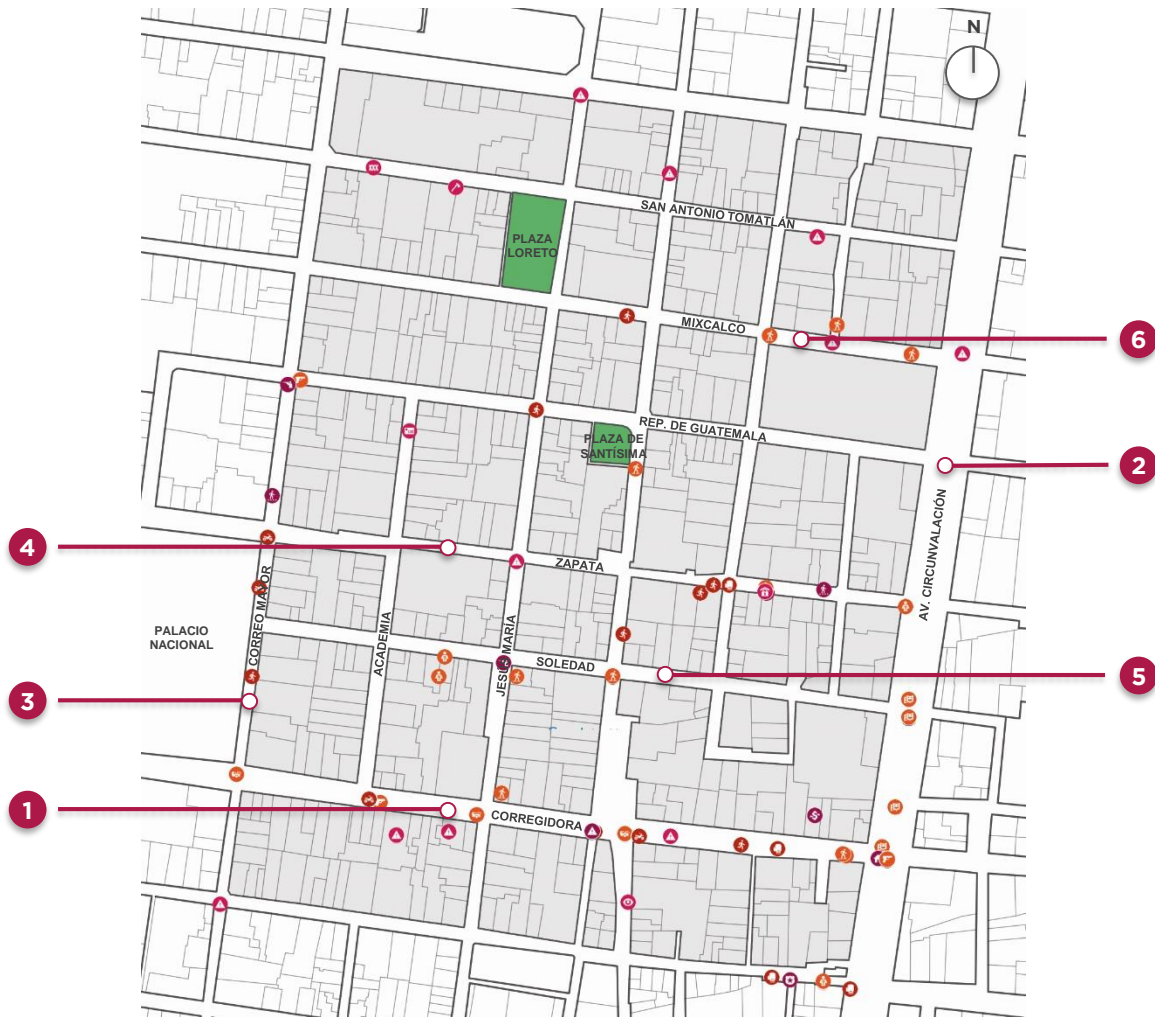 N
SAN ANTONIO TOMATLÁN
PLAZA
LORETO
MIXCALCO
6
REP. DE GUATEMALA
PLAZA DE
SANTÍSIMA
2
AV. CIRCUNVALACIÓN
4
ZAPATA
CORREO MAYOR
ACADEMIA
JESÚS MARÍA
PALACIO
NACIONAL
SOLEDAD
5
3
1
CORREGIDORA